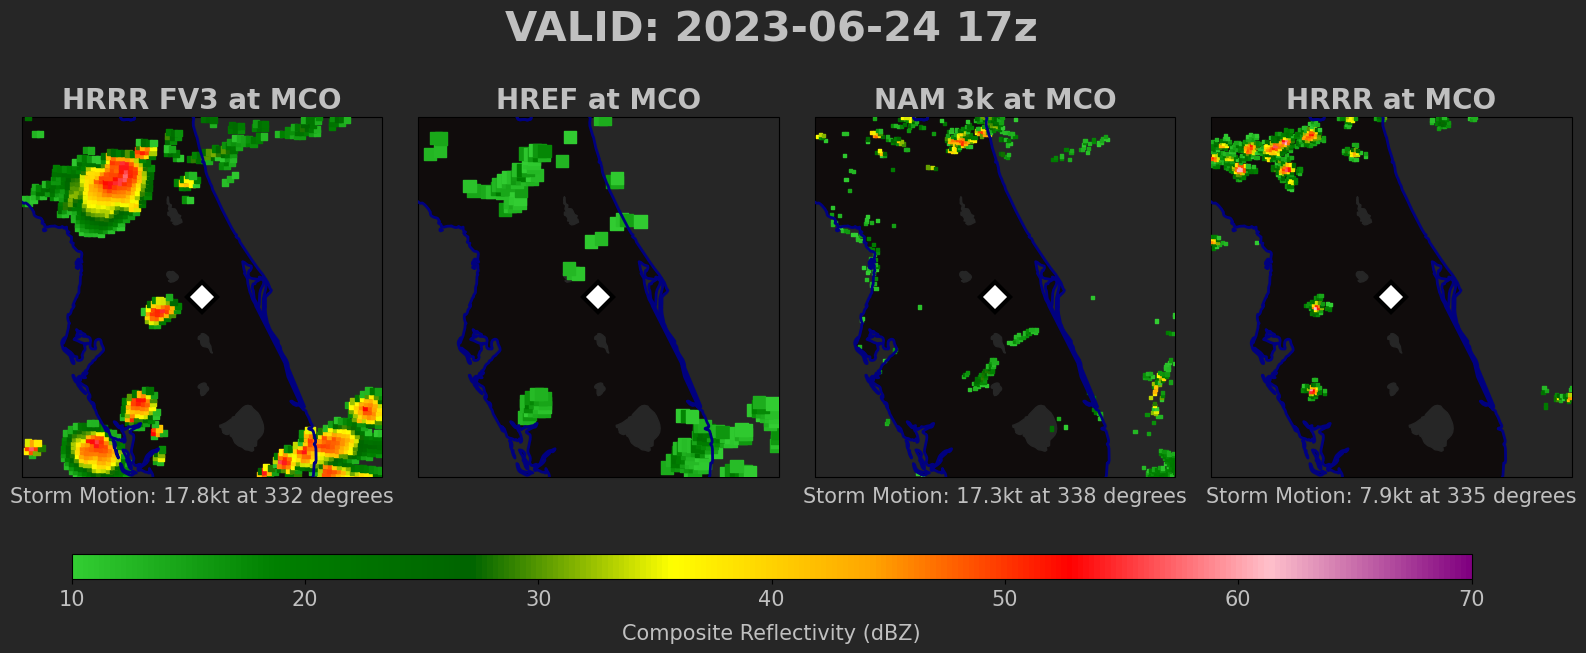 VALID: 2023-06-24 17z
HRRR FV3 at MCO
HREF at MCO
NAM 3k at MCO
HRRR at MCO
Storm Motion: 17.8kt at 332 degrees
Storm Motion: 17.3kt at 338 degrees
Storm Motion: 7.9kt at 335 degrees
10 20 30 40 50 60 70
Composite Reflectivity (dBZ)